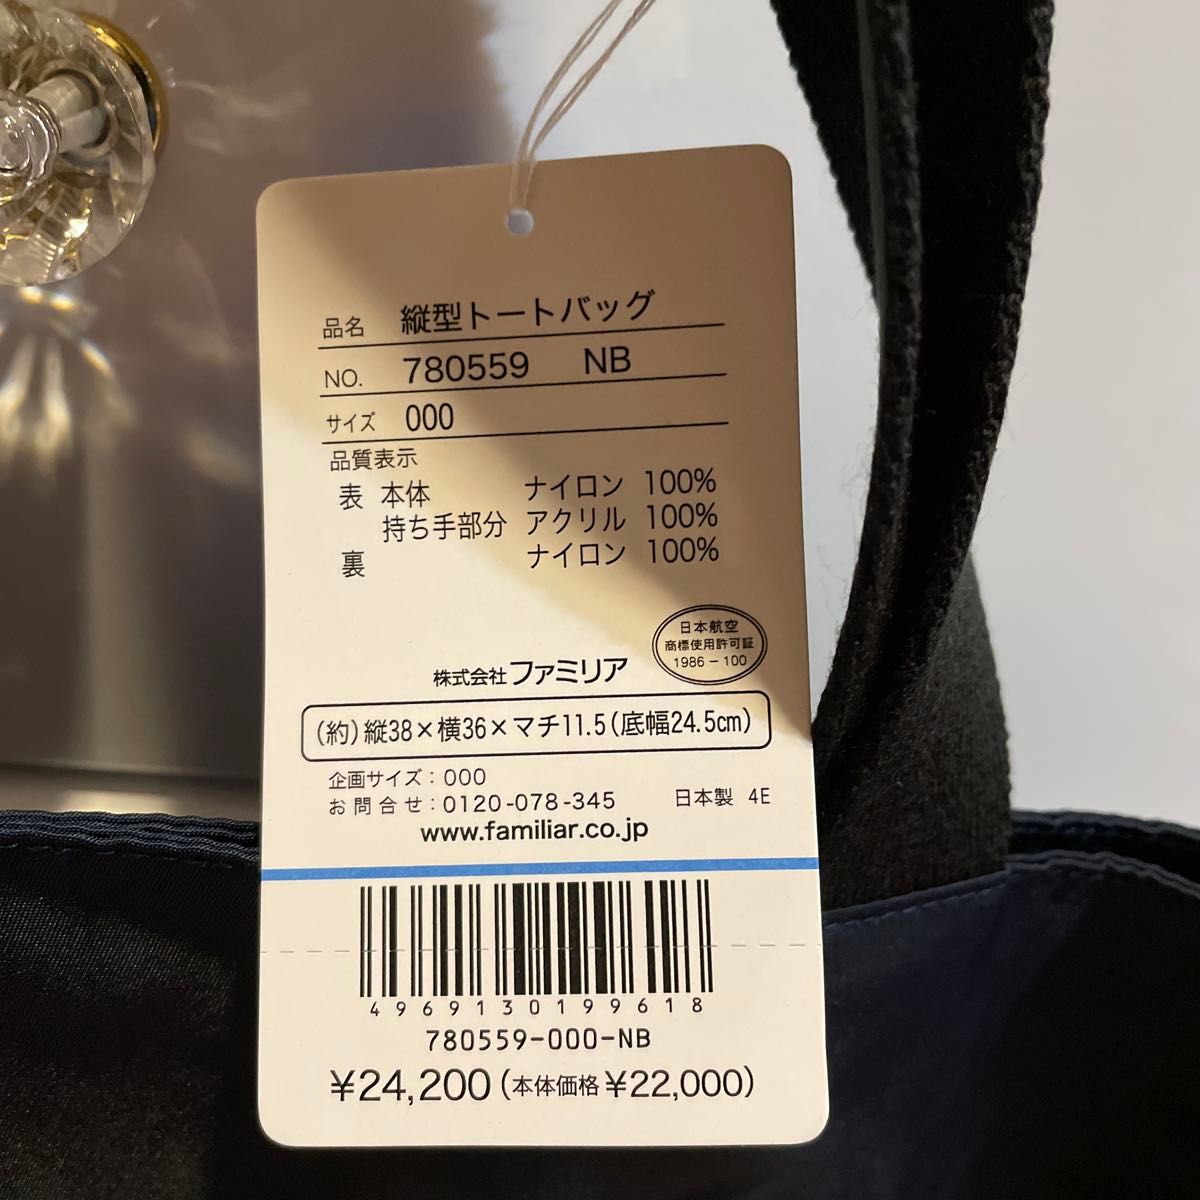 品名 縦型トートバッグ
NO. 780559 NB
サイズ 000
品質表示
表 本体 ナイロン 100%
持ち手部分 アクリル 100%
裏 ナイロン 100%
日本航空
商標使用許可証
1986-100
株式会社ファミリア
(約)縦38×横36×マチ11.5(底幅24.5cm)
企画サイズ:000
お問合せ:0120-078-345 日本製 4E
www.familiar.co.jp
4969130199618
780559-000-NB
¥24,200(本体価格¥22,000)